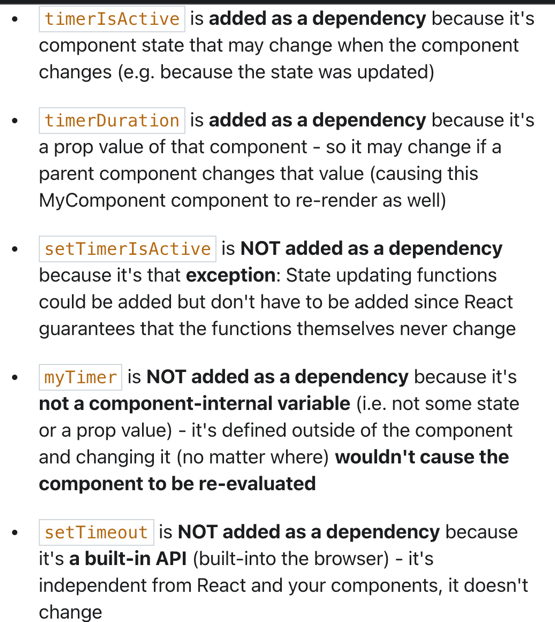 • timerIsActive is added as a dependency because it's
component state that may change when the component
changes (e.g. because the state was updated)
• timerDuration is added as a dependency because it's
a prop value of that component - so it may change if a
parent component changes that value (causing this
MyComponent component to re-render as well)
• setTimerIsActive is NOT added as a dependency
because it's that exception: State updating functions
could be added but don't have to be added since React
guarantees that the functions themselves never change
• myTimer is NOT added as a dependency because it's
not a component-internal variable (i.e. not some state
or a prop value) - it's defined outside of the component
and changing it (no matter where) wouldn't cause the
component to be re-evaluated
• setTimeout is NOT added as a dependency because
it's a built-in API (built-into the browser) - it's
independent from React and your components, it doesn't
change